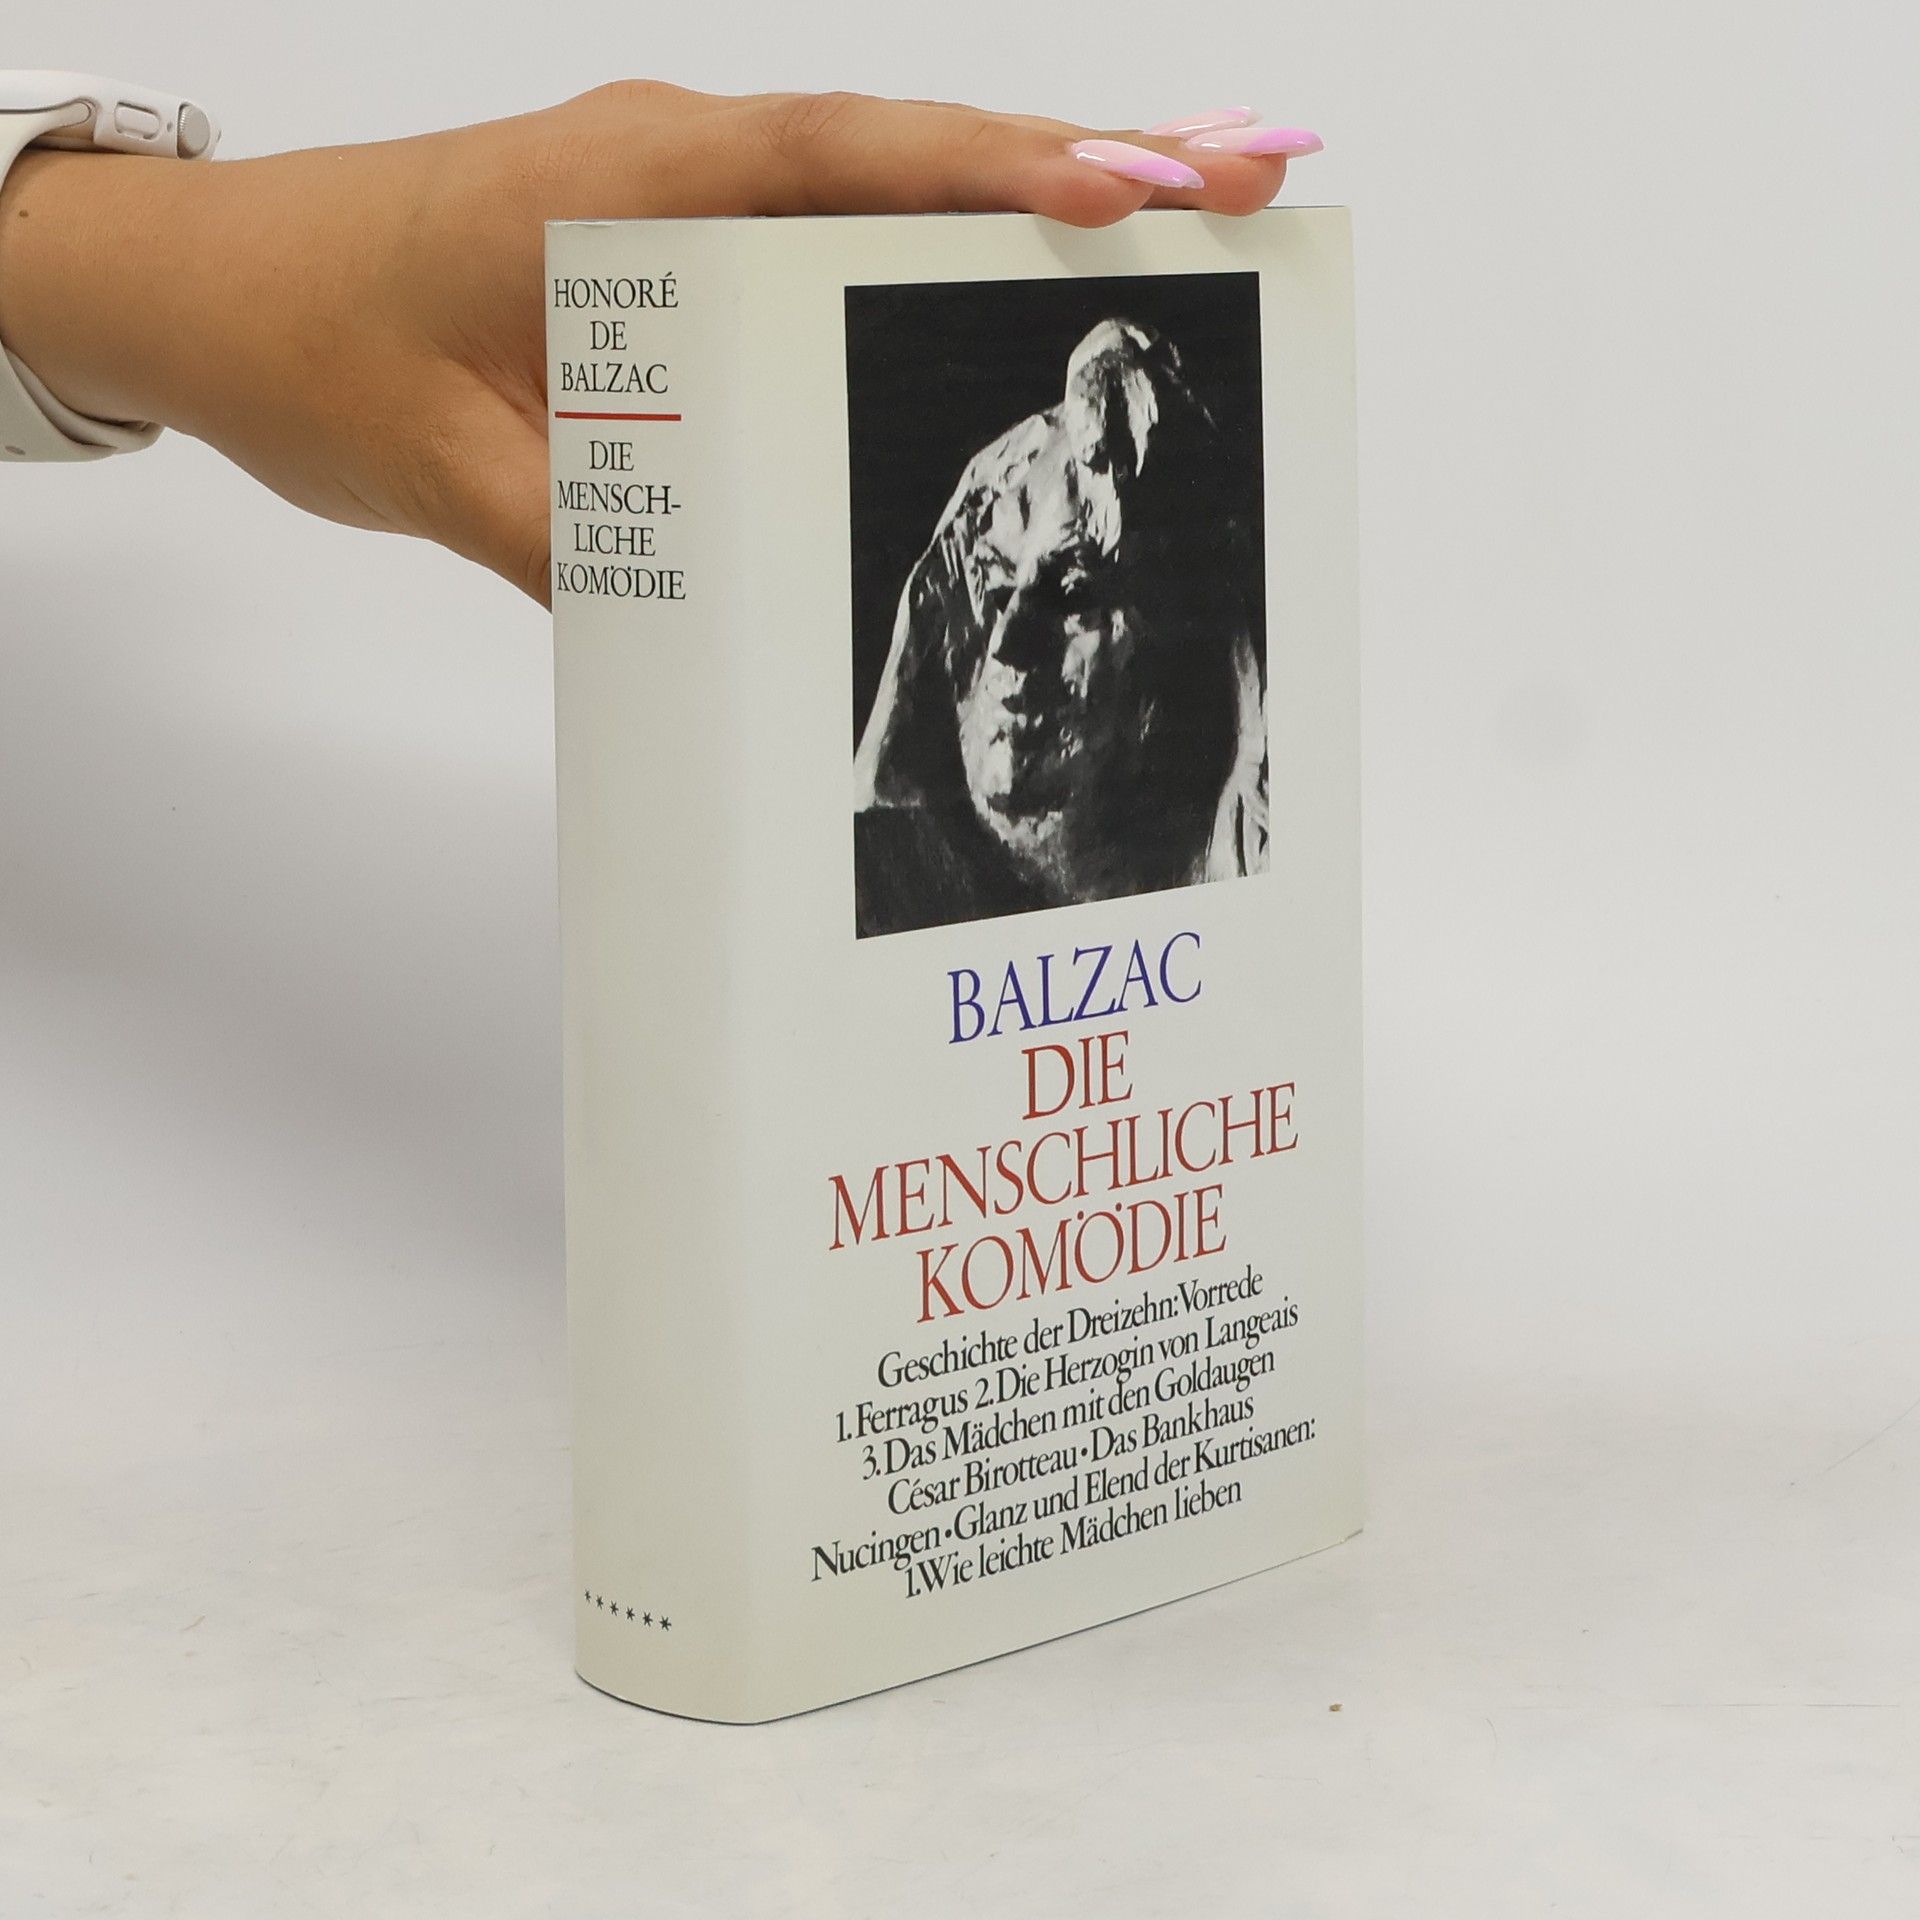 HONORÉ
DE
BALZAC
DIE
MENSCH-
LICHE
KOMÖDIE
******
BALZAC
DIE
MENSCHLICHE
KOMÖDIE
Geschichte der Dreizehn: Vorrede
1. Ferragus 2. Die Herzogin von Langeais
3. Das Mädchen mit den Goldaugen
César Birotteau • Das Bankhaus
Nucingen • Glanz und Elend der Kurtisanen:
1. Wie leichte Mädchen lieben